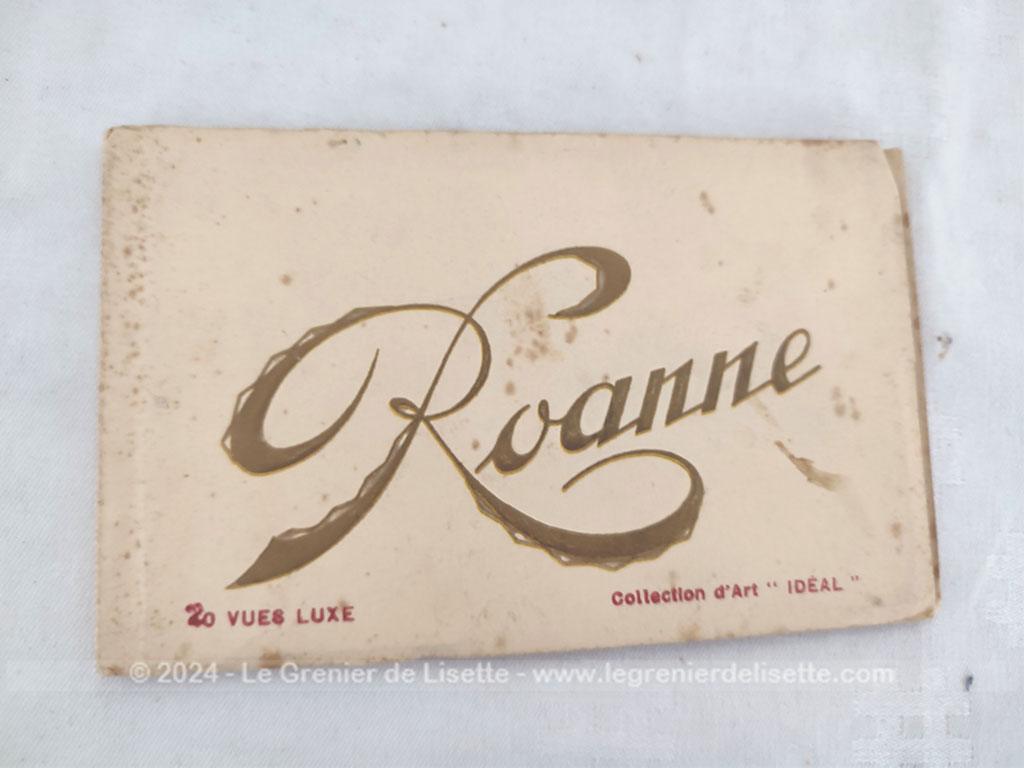 Roanne
20 VUES LUXE
Collection d'Art " IDÉAL "
© 2024 - Le Grenier de Lisette - www.legrenierdelisette.com